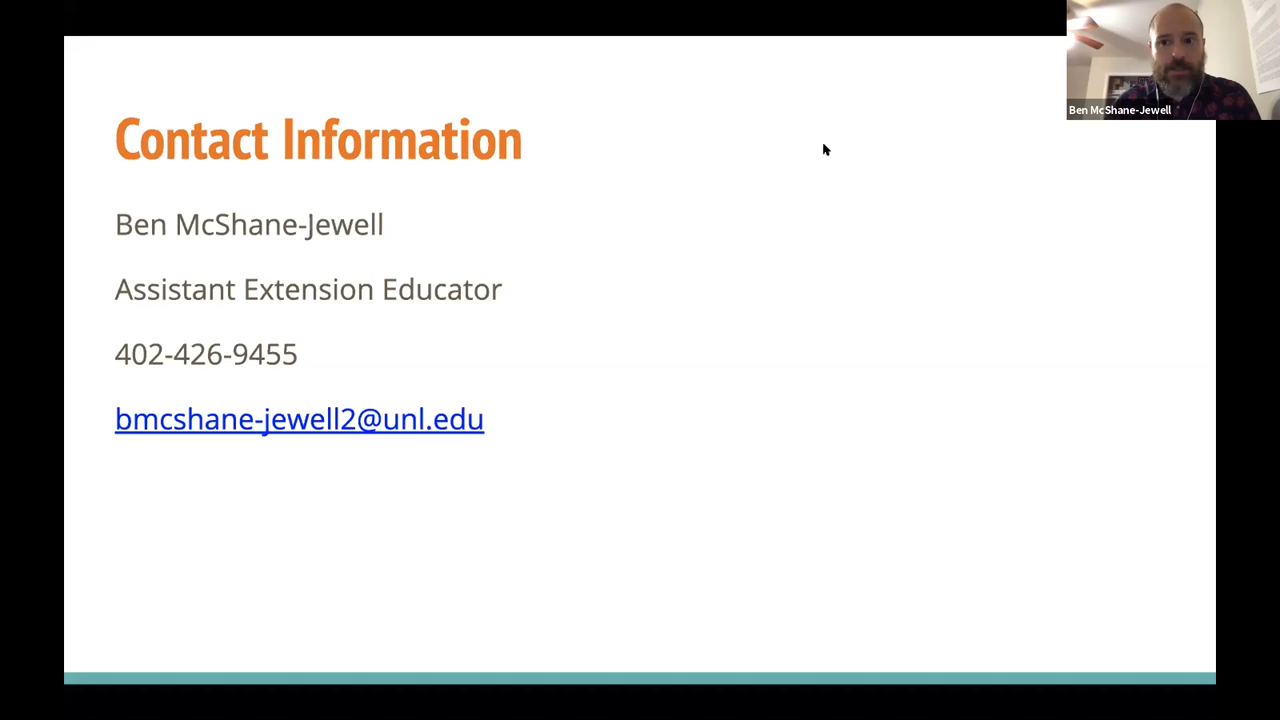 Contact Information
Ben McShane-Jewell
Assistant Extension Educator
402-426-9455
bmcshane-jewell2@unl.edu
Ben McShane-Jewell